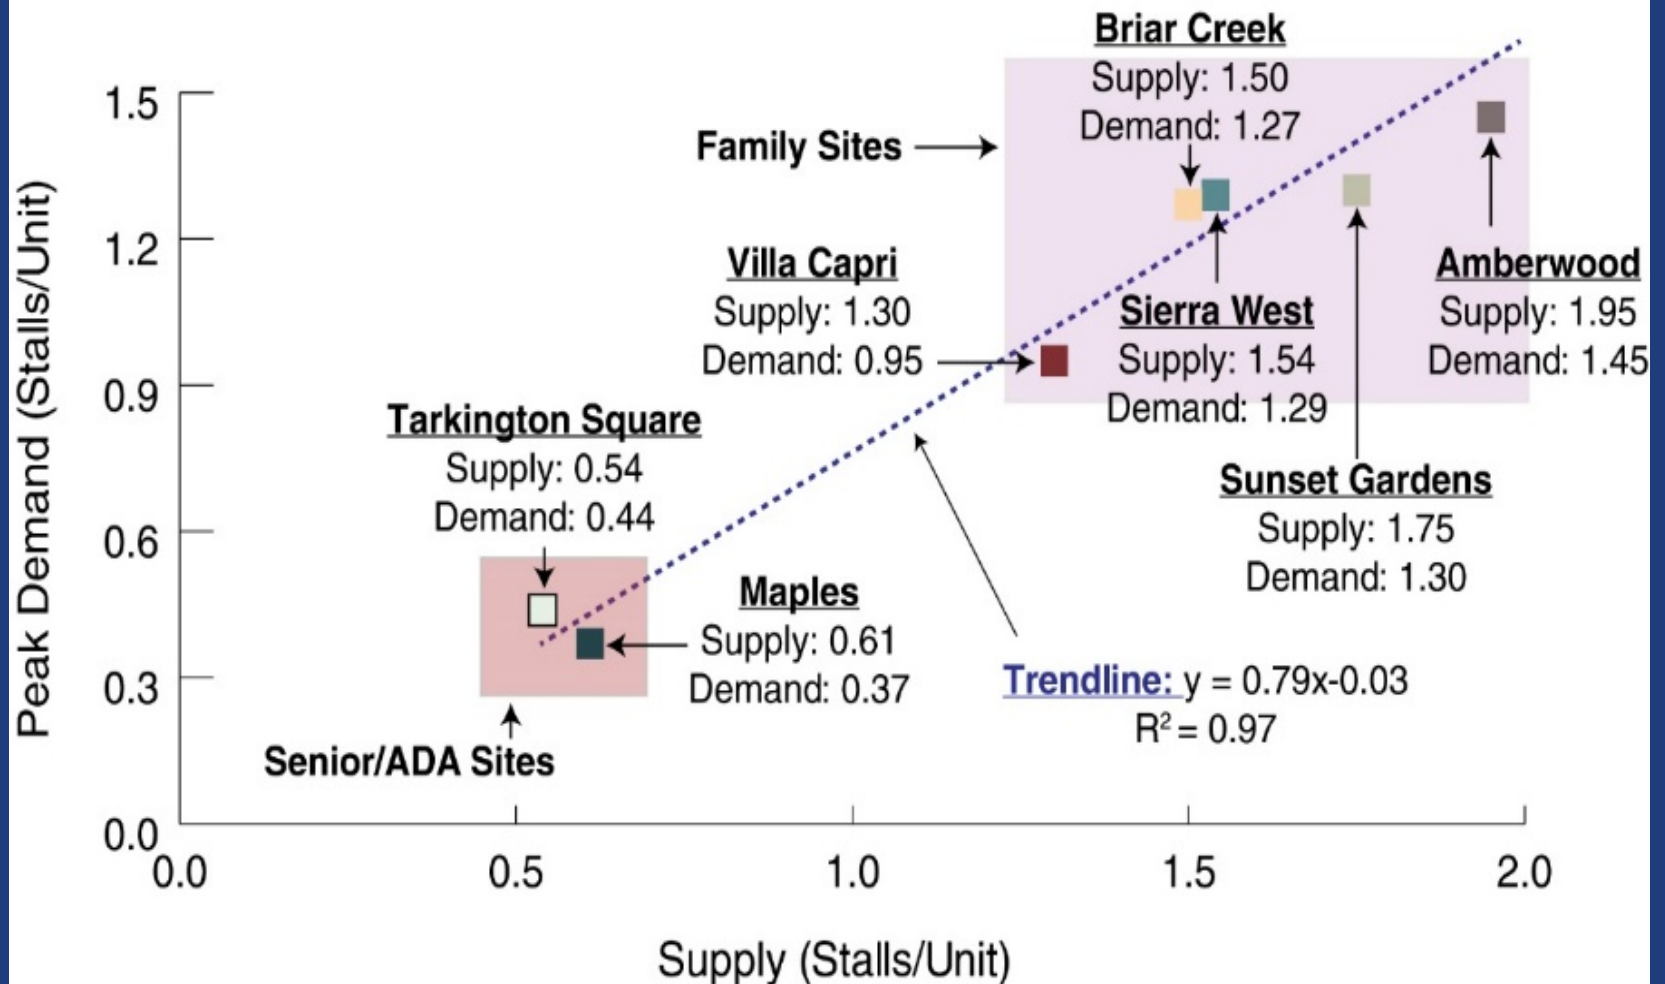 Briar Creek
Supply: 1.50
Demand: 1.27
1.5
Family Sites
Peak Demand (Stalls/Unit)
1.2
Villa Capri
Supply: 1.30
Demand: 0.95
Sierra West
Supply: 1.54
Demand: 1.29
Amberwood
Supply: 1.95
Demand: 1.45
0.9
Tarkington Square
Supply: 0.54
Demand: 0.44
Sunset Gardens
Supply: 1.75
Demand: 1.30
0.6
Maples
Supply: 0.61
Demand: 0.37
0.3
Trendline: y = 0.79x-0.03
R² = 0.97
Senior/ADA Sites
0.0
0.0 0.5 1.0 1.5 2.0
Supply (Stalls/Unit)